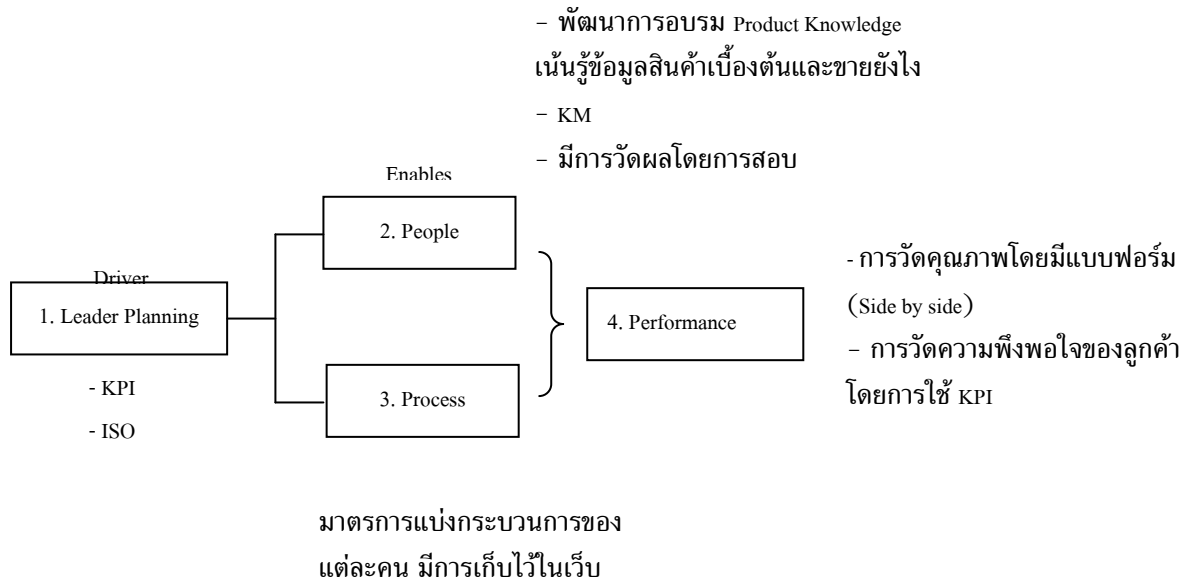 – พัฒนาการอบรม Product Knowledge
เน้นรู้ข้อมูลสินค้าเบื้องต้นและขายยังไง
– KM
– มีการวัดผลโดยการสอบ
Enables
2. People
Driver
1. Leader Planning
- KPI
- ISO
3. Process
4. Performance
- การวัดคุณภาพโดยมีแบบฟอร์ม
(Side by side)
– การวัดความพึงพอใจของลูกค้า
โดยการใช้ KPI
มาตรการแบ่งกระบวนการของ
แต่ละคน มีการเก็บไว้ในเว็บ